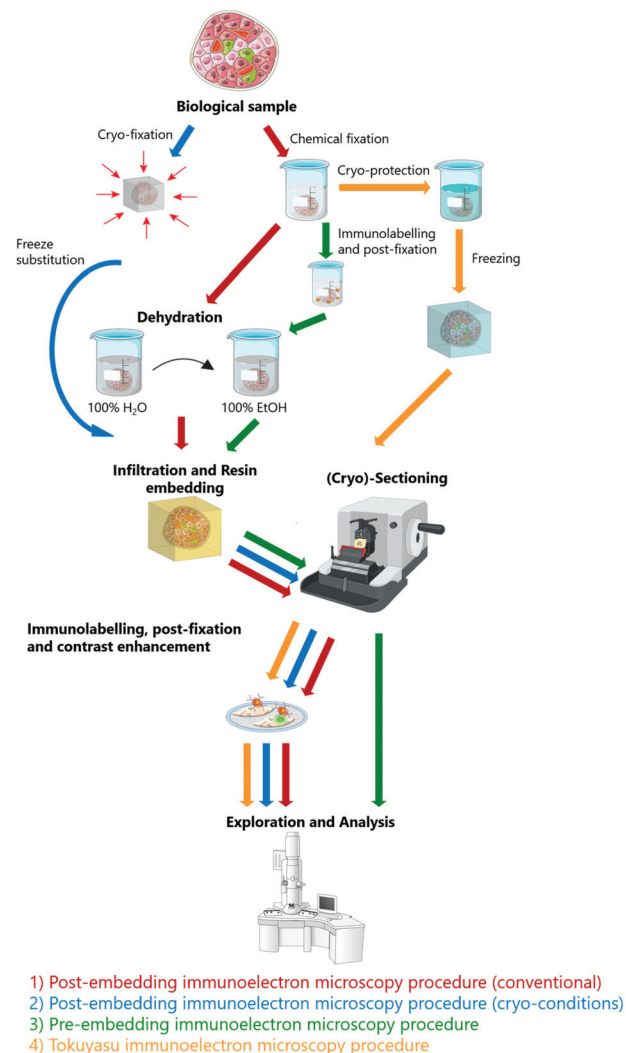 Biological sample
Cryo-fixation
Chemical fixation
Cryo-protection
Immunolabelling
and post-fixation
Freeze
substitution
Freezing
Dehydration
100% H₂O
100% EtOH
Infiltration and Resin
embedding
(Cryo)-Sectioning
Immunolabelling, post-fixation
and contrast enhancement
Exploration and Analysis
1) Post-embedding immunoelectron microscopy procedure (conventional)
2) Post-embedding immunoelectron microscopy procedure (cryo-conditions)
3) Pre-embedding immunoelectron microscopy procedure
4) Tokuyasu immunoelectron microscopy procedure